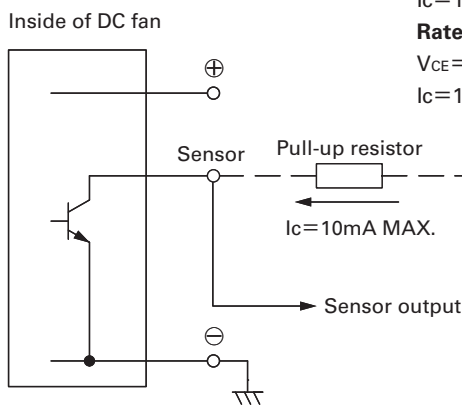 Ic=1
Inside of DC fan
Rate
VCE=
Ic=1
⊕
Sensor
Pull-up resistor
Ic=10mA MAX.
Sensor output
⊖